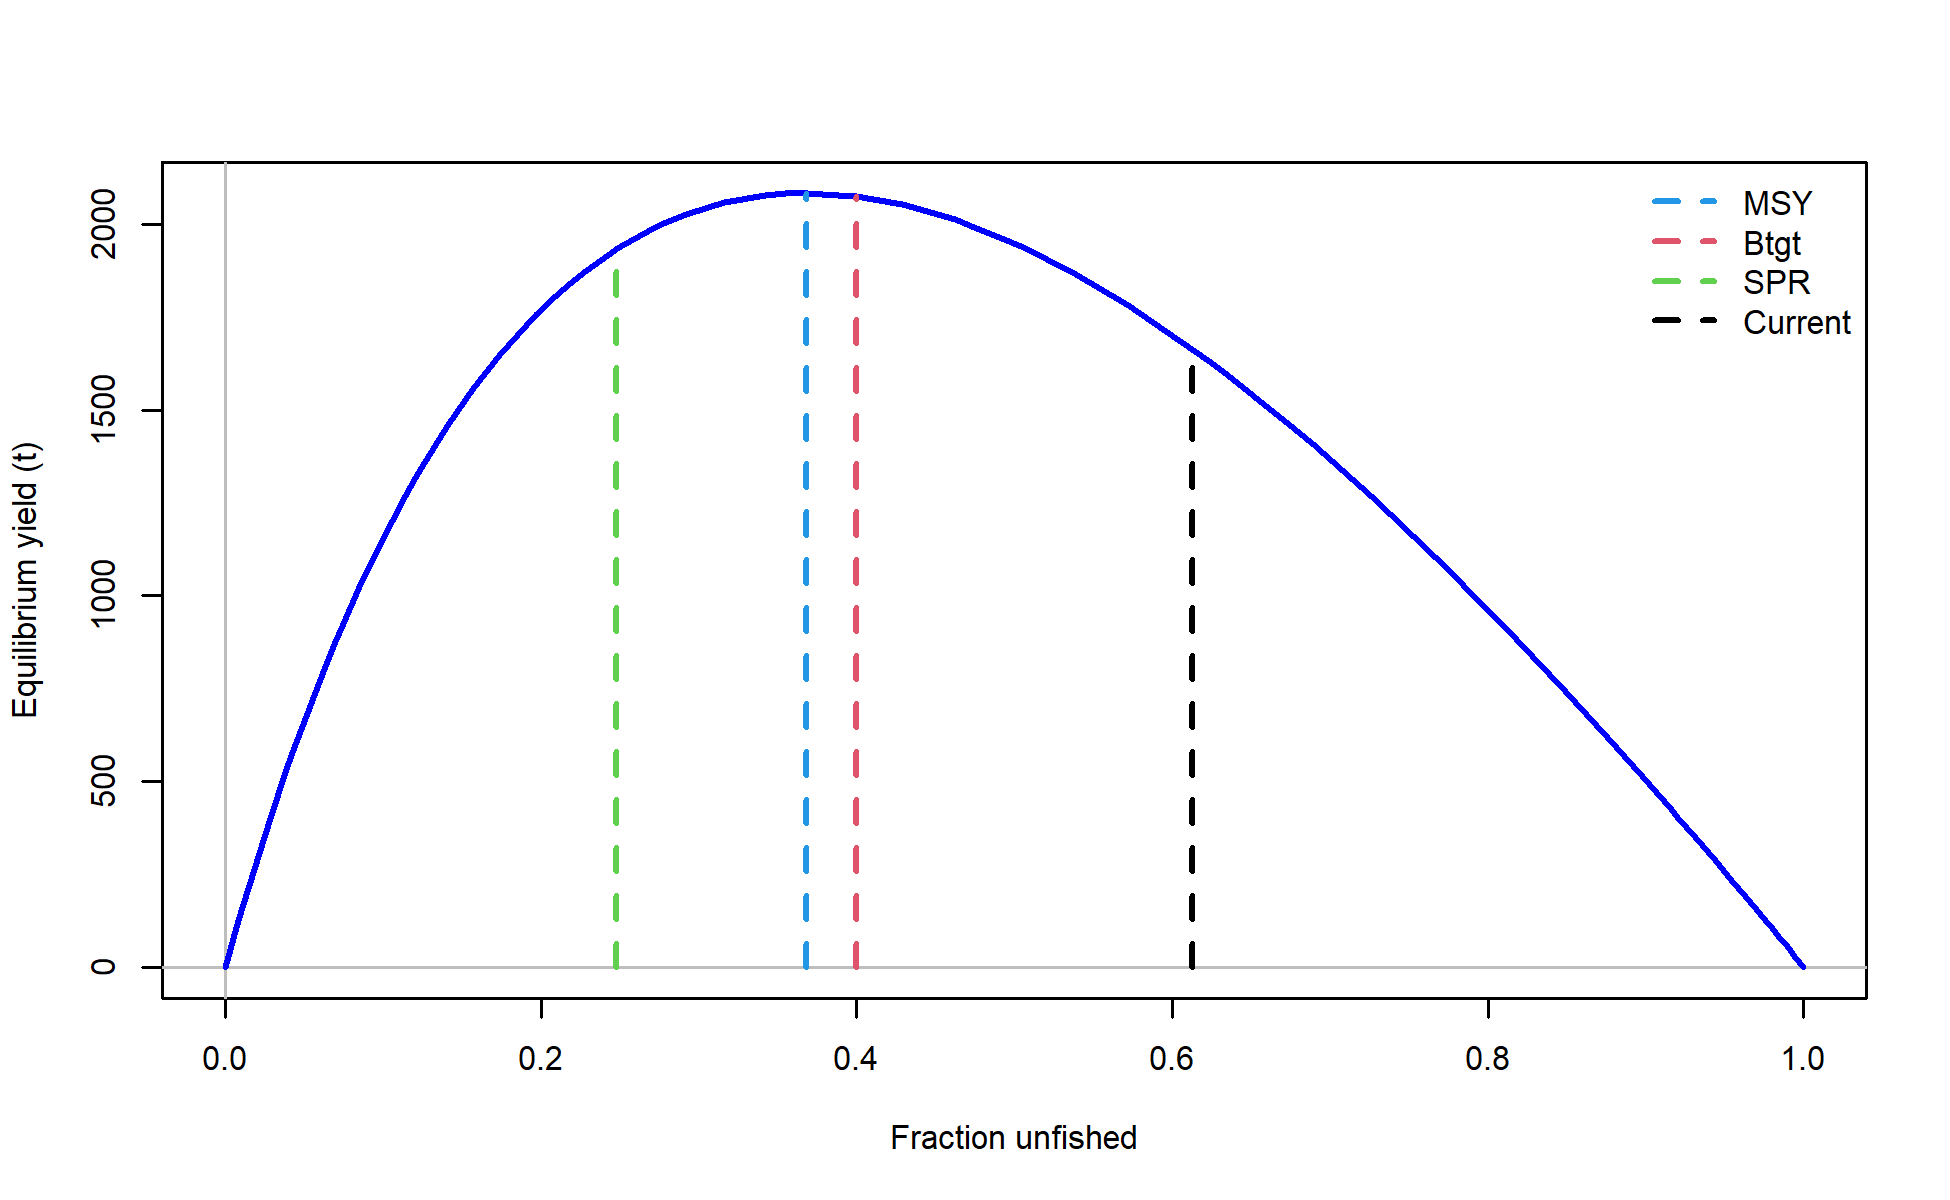 MSY
Btgt
SPR
Current
2000
1500
1000
500
0
Equilibrium yield (t)
0.0 0.2 0.4 0.6 0.8 1.0
Fraction unfished